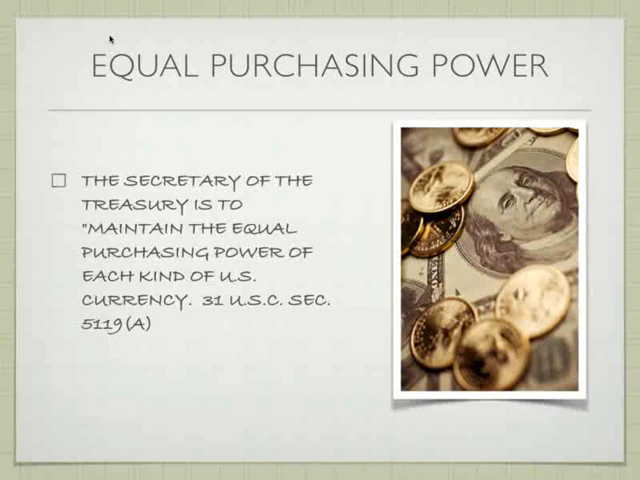 EQUAL PURCHASING POWER
THE SECRETARY OF THE
TREASURY IS TO
"MAINTAIN THE EQUAL
PURCHASING POWER OF
EACH KIND OF U.S.
CURRENCY. 31 U.S.C. SEC.
5119(A)